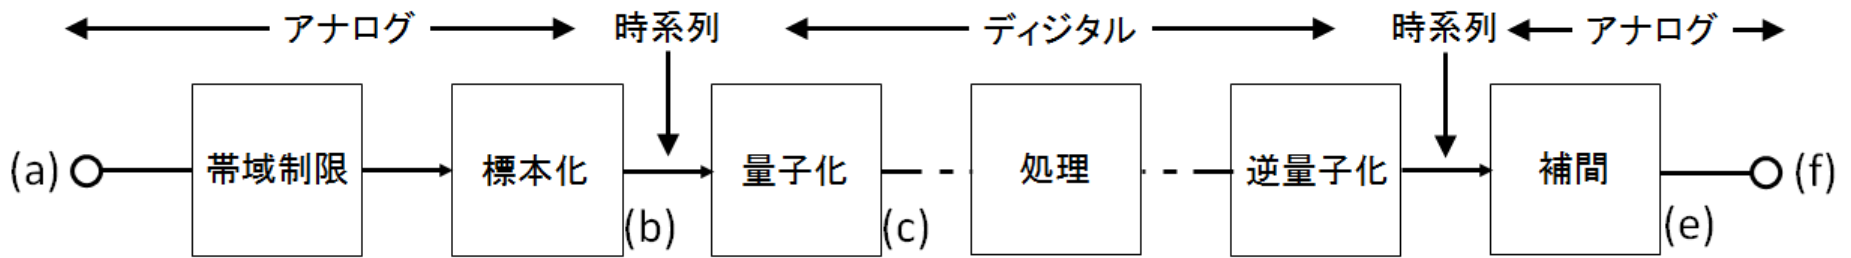 アナログ 時系列 ディジタル 時系列 アナログ
(a) 帯域制限 標本化 量子化 処理 逆量子化 補間 (f)
(b) (c) (e)